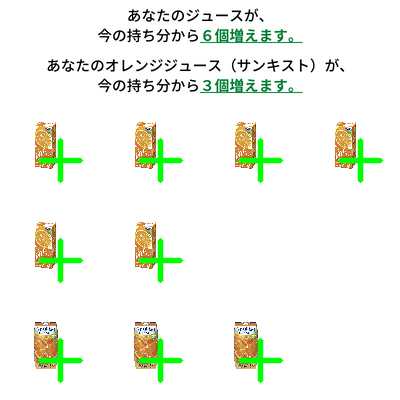 あなたのジュースが、
今の持ち分から６個増えます。
あなたのオレンジジュース（サンキスト）が、
今の持ち分から３個増えます。